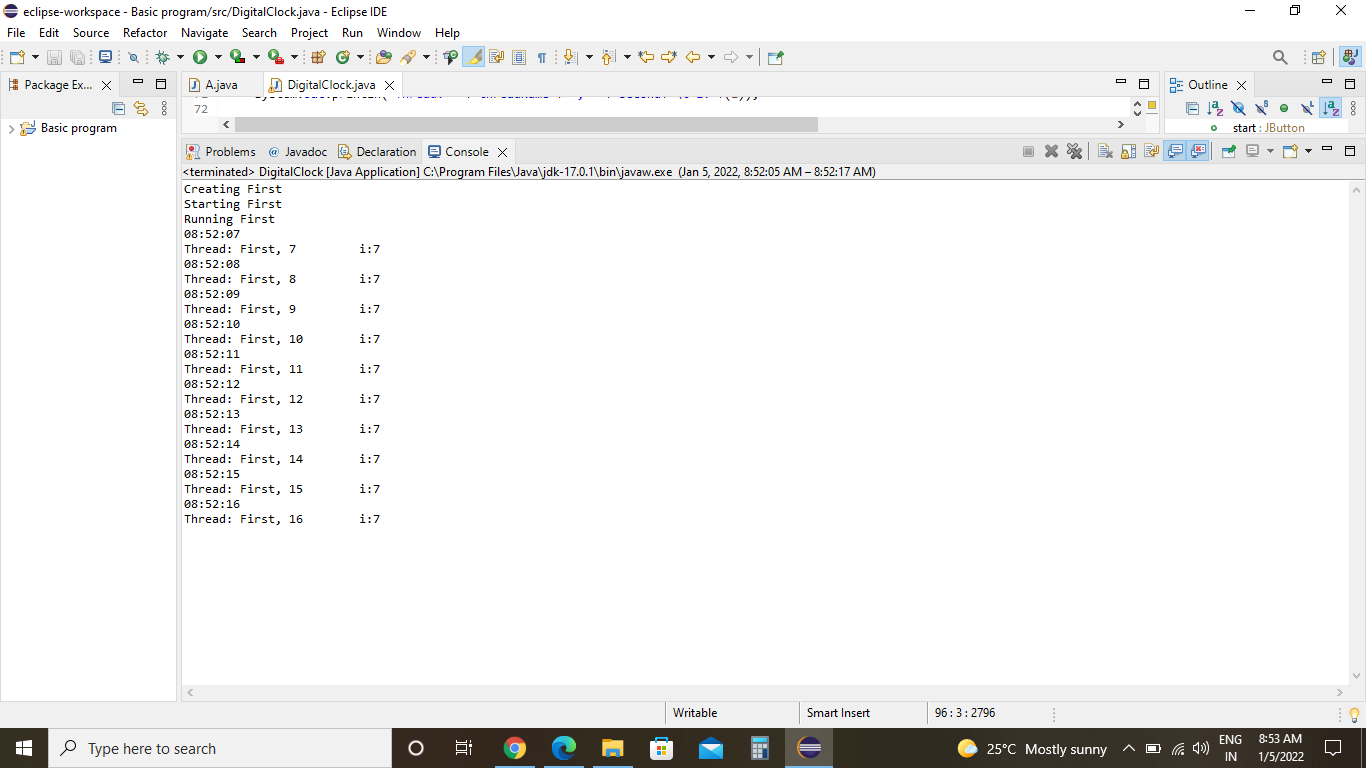 eclipse-workspace - Basic program/src/DigitalClock.java - Eclipse IDE
File Edit Source Refactor Navigate Search Project Run Window Help
Package Ex...
A.java
DigitalClock.java
Outline
72
Basic program
start : JButton
Problems
@ Javadoc
Declaration
Console
<terminated> DigitalClock [Java Application] C:\Program Files\Java\jdk-17.0.1\bin\javaw.exe (Jan 5, 2022, 8:52:05 AM – 8:52:17 AM)
Creating First
Starting First
Running First
08:52:07
Thread: First, 7 i:7
08:52:08
Thread: First, 8 i:7
08:52:09
Thread: First, 9 i:7
08:52:10
Thread: First, 10 i:7
08:52:11
Thread: First, 11 i:7
08:52:12
Thread: First, 12 i:7
08:52:13
Thread: First, 13 i:7
08:52:14
Thread: First, 14 i:7
08:52:15
Thread: First, 15 i:7
08:52:16
Thread: First, 16 i:7
Writable
Smart Insert
96 : 3 : 2796
Type here to search
25°C Mostly sunny
ENG
IN
8:53 AM
1/5/2022